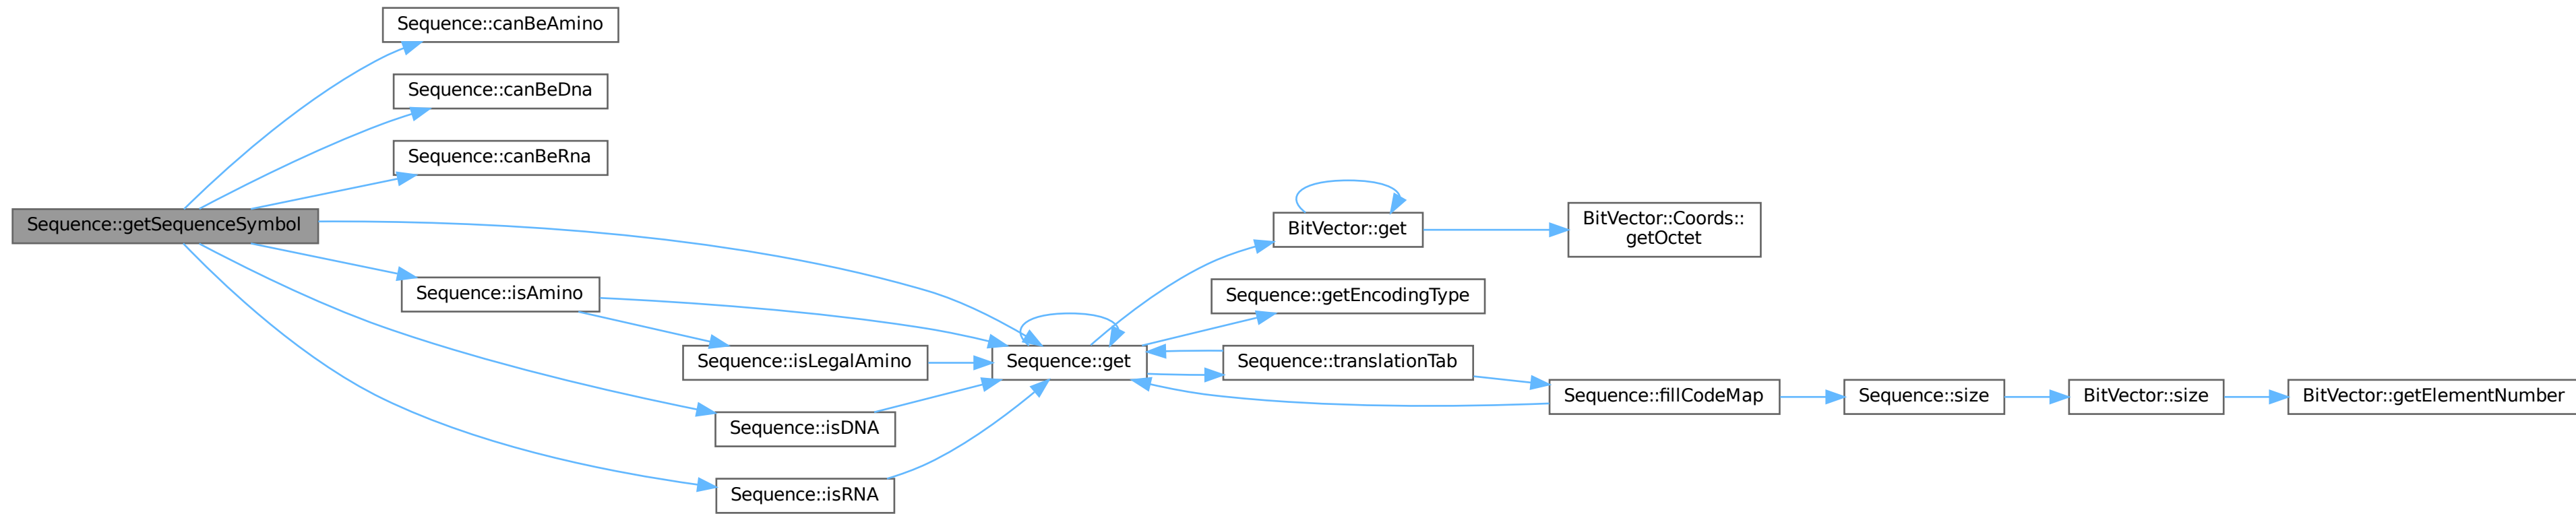 Sequence::canBeAmino
Sequence::canBeDna
Sequence::canBeRna
Sequence::getSequenceSymbol
BitVector::get
BitVector::Coords::
getOctet
Sequence::isAmino
Sequence::getEncodingType
Sequence::isLegalAmino
Sequence::get
Sequence::translationTab
Sequence::fillCodeMap
Sequence::size
BitVector::size
BitVector::getElementNumber
Sequence::isDNA
Sequence::isRNA